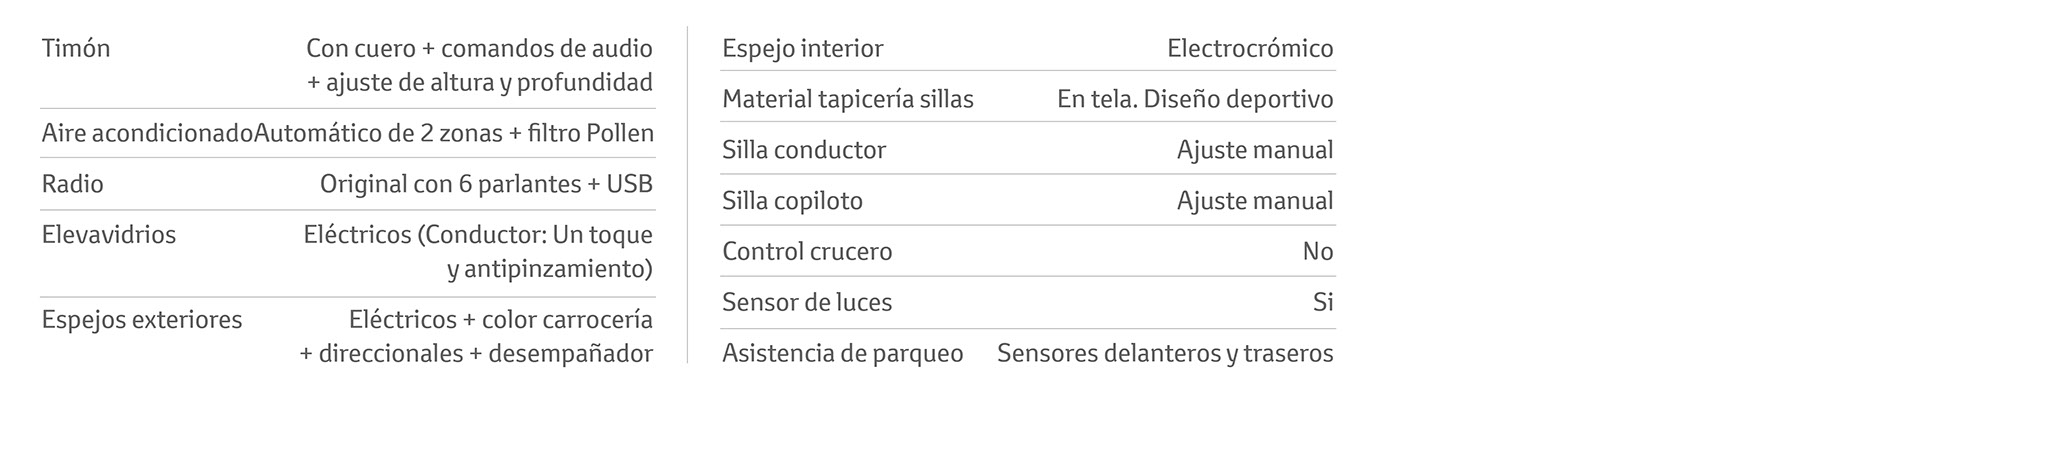 Timón Con cuero + comandos de audio
+ ajuste de altura y profundidad
Aire acondicionadoAutomático de 2 zonas + filtro Pollen
Radio Original con 6 parlantes + USB
Elevavidrios Eléctricos (Conductor: Un toque
y antipinzamiento)
Espejos exteriores Eléctricos + color carrocería
+ direccionales + desempañador
Espejo interior Electrocrómico
Material tapicería sillas En tela. Diseño deportivo
Silla conductor Ajuste manual
Silla copiloto Ajuste manual
Control crucero No
Sensor de luces Si
Asistencia de parqueo Sensores delanteros y traseros